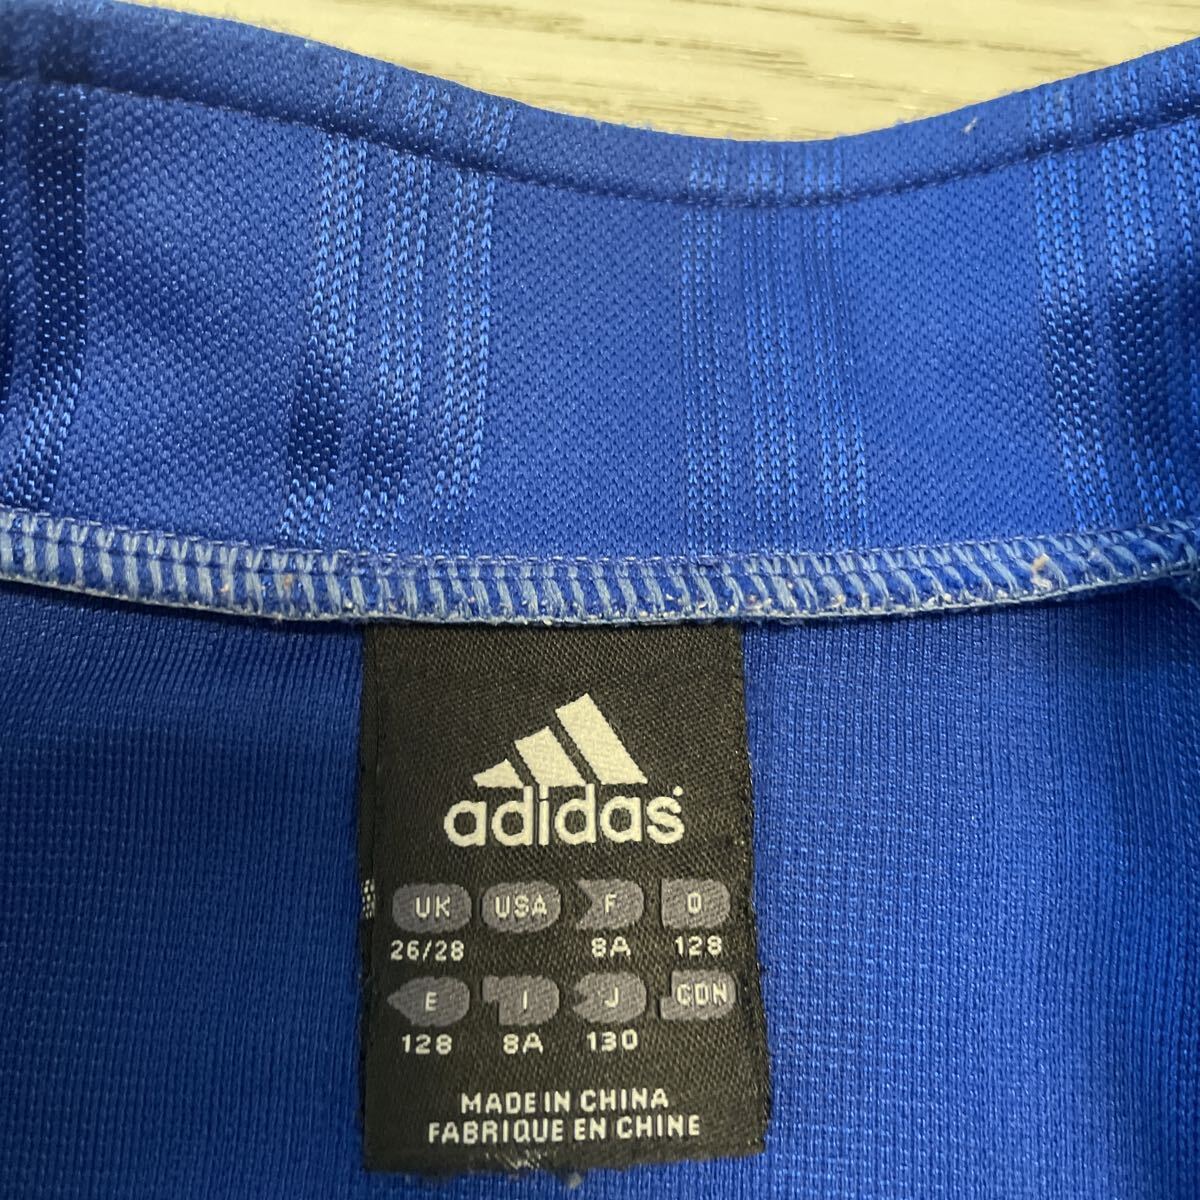 adidas
UK USA F D
26/28 8A 128
E I J CDN
128 8A 130
MADE IN CHINA
FABRIQUE EN CHINE